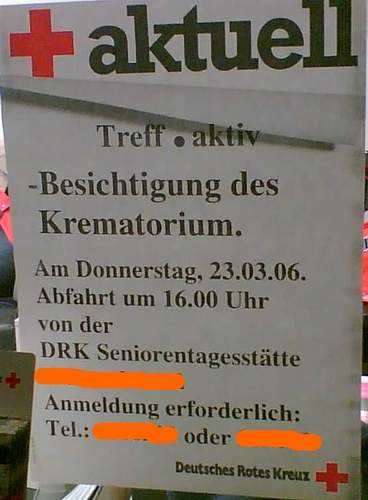 aktuell
Treff • aktiv
-Besichtigung des
Krematorium.
Am Donnerstag, 23.03.06.
Abfahrt um 16.00 Uhr
von der
DRK Seniorentagesstätte
Anmeldung erforderlich:
Tel.: oder
Deutsches Rotes Kreuz